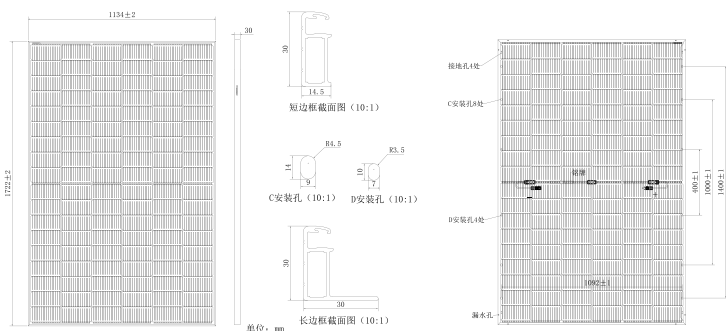 1134±2
30
1722±2
30
14.5
短边框截面图（10:1）
R4.5
14
9
C安装孔（10:1）
R3.5
10
7
D安装孔（10:1）
30
30
长边框截面图（10:1）
单位：mm
接地孔4处
C安装孔8处
铭牌
D安装孔4处
漏水孔
400±1
1000±1
1400±1
1092±1